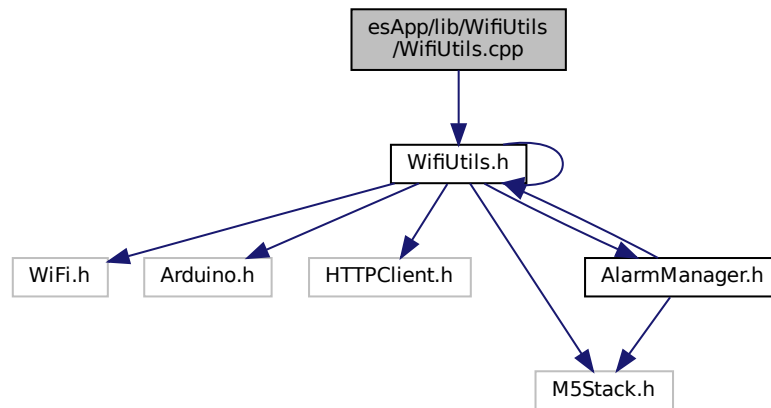 esApp/lib/WifiUtils
/WifiUtils.cpp
WifiUtils.h
WiFi.h
Arduino.h
HTTPClient.h
AlarmManager.h
M5Stack.h